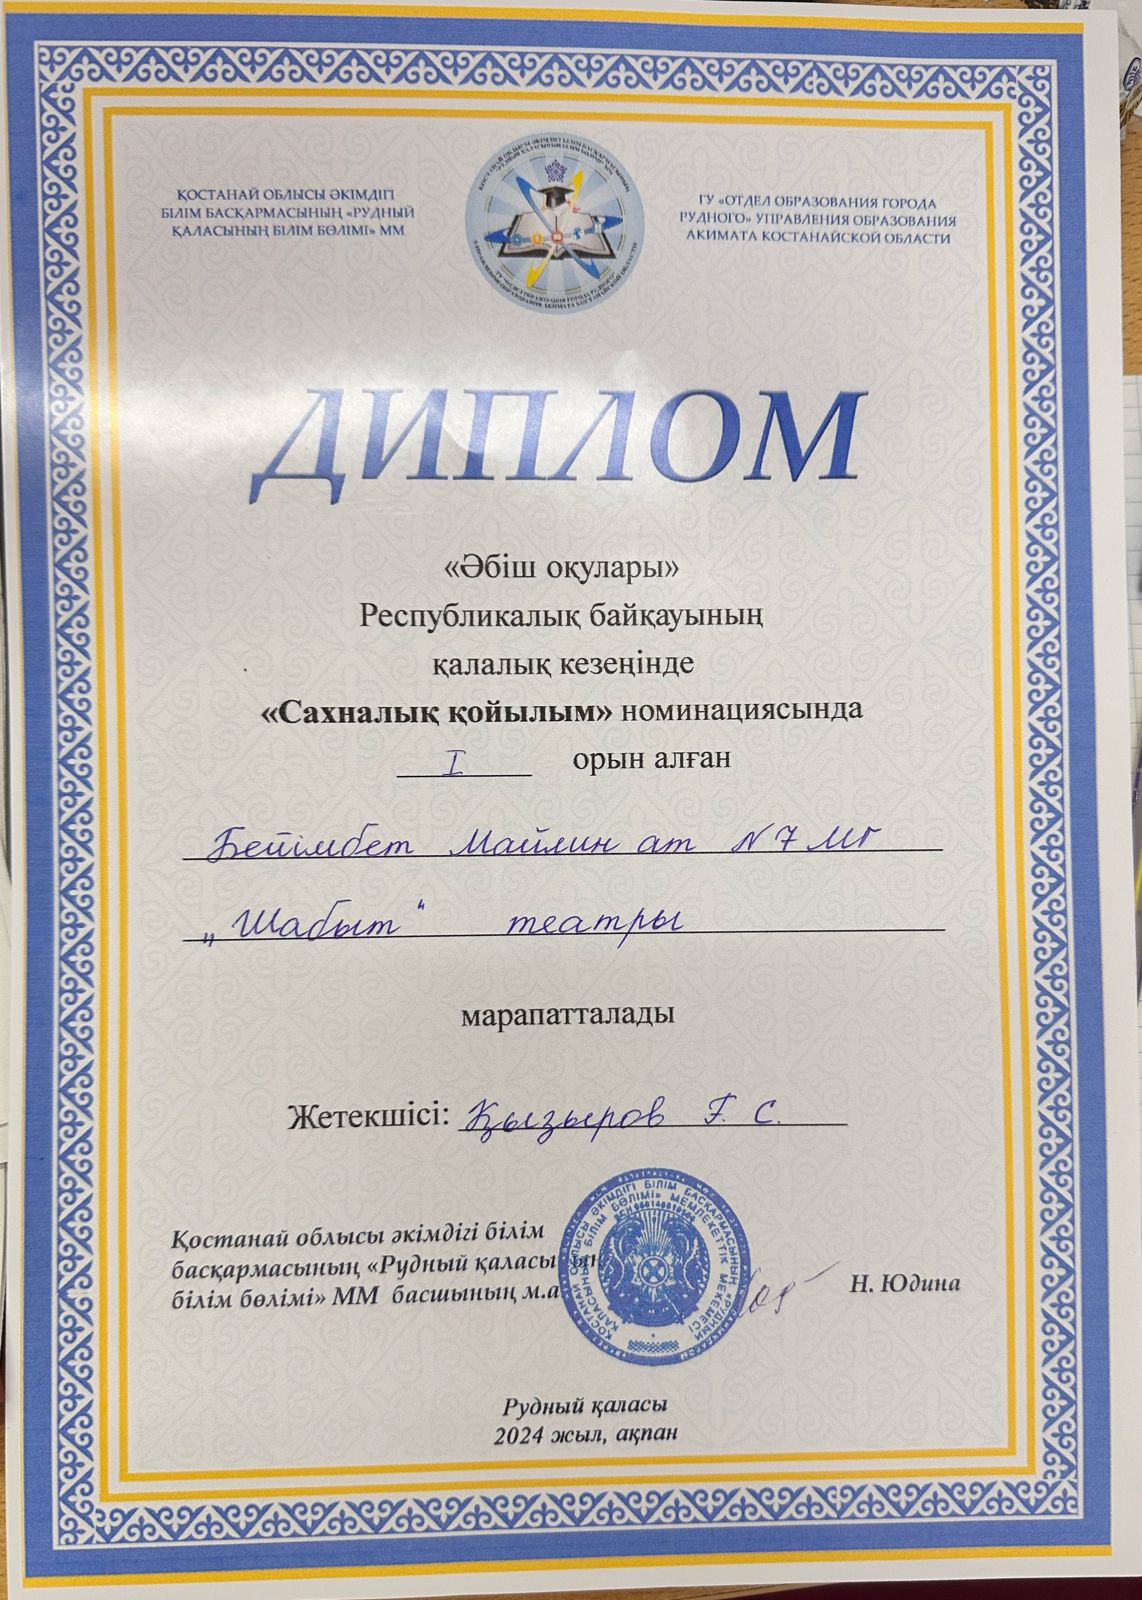 ҚОСТАНАЙ ОБЛЫСЫ ӘКІМДІГІ
БІЛІМ БАСҚАРМАСЫНЫҢ «РУДНЫЙ
ҚАЛАСЫНЫҢ БІЛІМ БӨЛІМІ» ММ
ГУ «ОТДЕЛ ОБРАЗОВАНИЯ ГОРОДА
РУДНОГО» УПРАВЛЕНИЯ ОБРАЗОВАНИЯ
АКИМАТА КОСТАНАЙСКОЙ ОБЛАСТИ
ДИПЛОМ
«Әбіш оқулары»
Республикалық байқауының
қалалық кезеңінде
«Сахналық қойылым» номинациясында
I орын алған
Бейімбет Майлин ат N7 МГ
„Шабыт“ театры
марапатталады
Жетекшісі: Қызыров Ғ. С.
Қостанай облысы әкімдігі білім
басқармасының «Рудный қаласының
білім бөлімі» ММ басшының м.а
Н. Юдина
Рудный қаласы
2024 жыл, ақпан